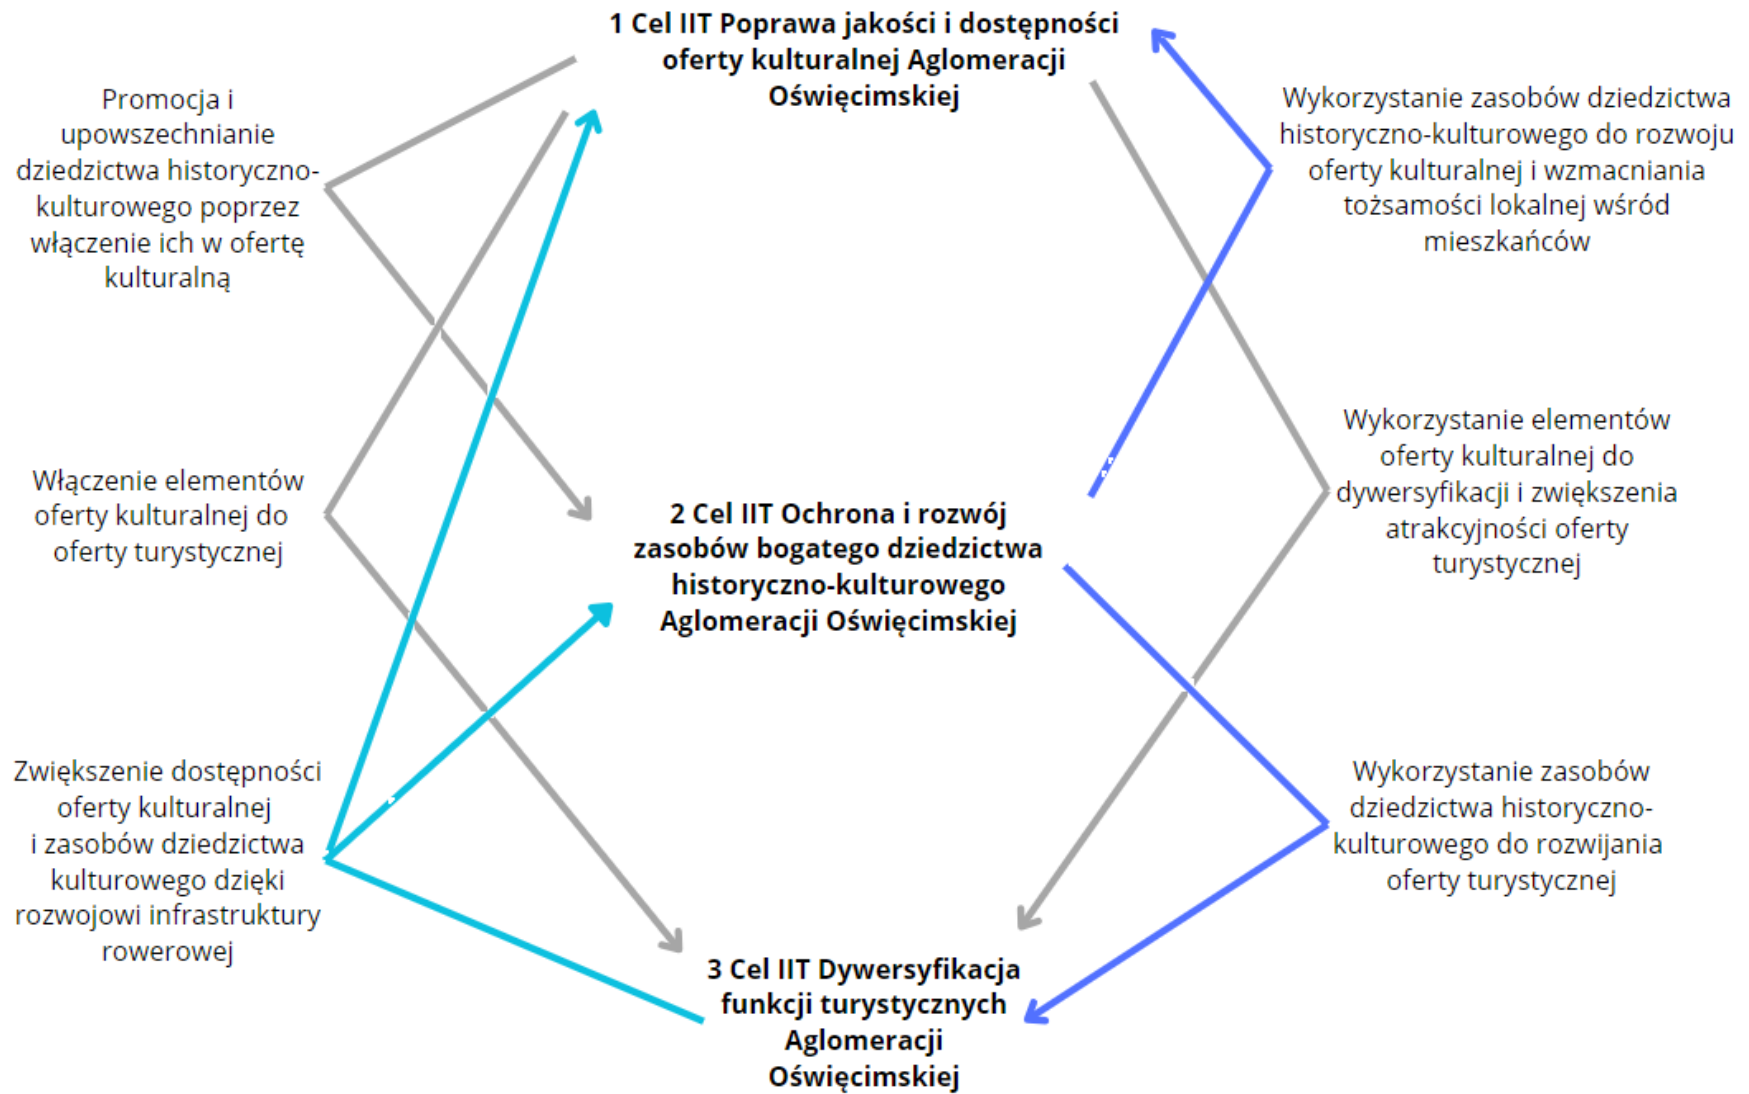 1 Cel IIT Poprawa jakości i dostępności
oferty kulturalnej Aglomeracji
Oświęcimskiej
Promocja i
upowszechnianie
dziedzictwa historyczno-
kulturowego poprzez
włączenie ich w ofertę
kulturalną
Wykorzystanie zasobów dziedzictwa
historyczno-kulturowego do rozwoju
oferty kulturalnej i wzmacniania
tożsamości lokalnej wśród
mieszkańców
Włączenie elementów
oferty kulturalnej do
oferty turystycznej
2 Cel IIT Ochrona i rozwój
zasobów bogatego dziedzictwa
historyczno-kulturowego
Aglomeracji Oświęcimskiej
Wykorzystanie elementów
oferty kulturalnej do
dywersyfikacji i zwiększenia
atrakcyjności oferty
turystycznej
Zwiększenie dostępności
oferty kulturalnej
i zasobów dziedzictwa
kulturowego dzięki
rozwojowi infrastruktury
rowerowej
Wykorzystanie zasobów
dziedzictwa historyczno-
kulturowego do rozwijania
oferty turystycznej
3 Cel IIT Dywersyfikacja
funkcji turystycznych
Aglomeracji
Oświęcimskiej